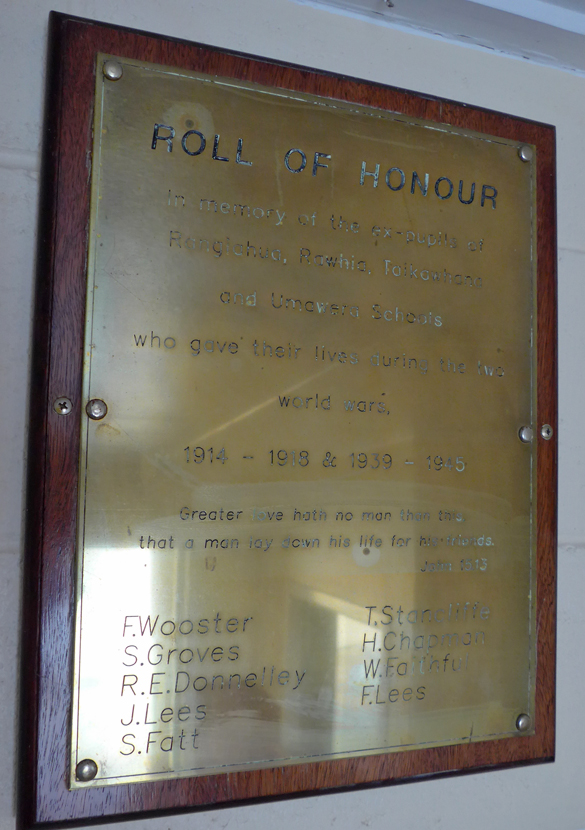 ROLL OF HONOUR
In memory of the ex-pupils of
Rangiahua, Rawhia,
and Umawera Schools
who gave their lives during the two
world wars,
1914 - 1918 & 1939 - 1945
Greater love hath no man than this,
that a man lay down his life for his friends.
John 15:13
F.Wooster
S.Groves
R.E.Donnelley
J.Lees
S.Fatt
T.Stancliffe
H.Chapman
W.Faithful
F.Lees